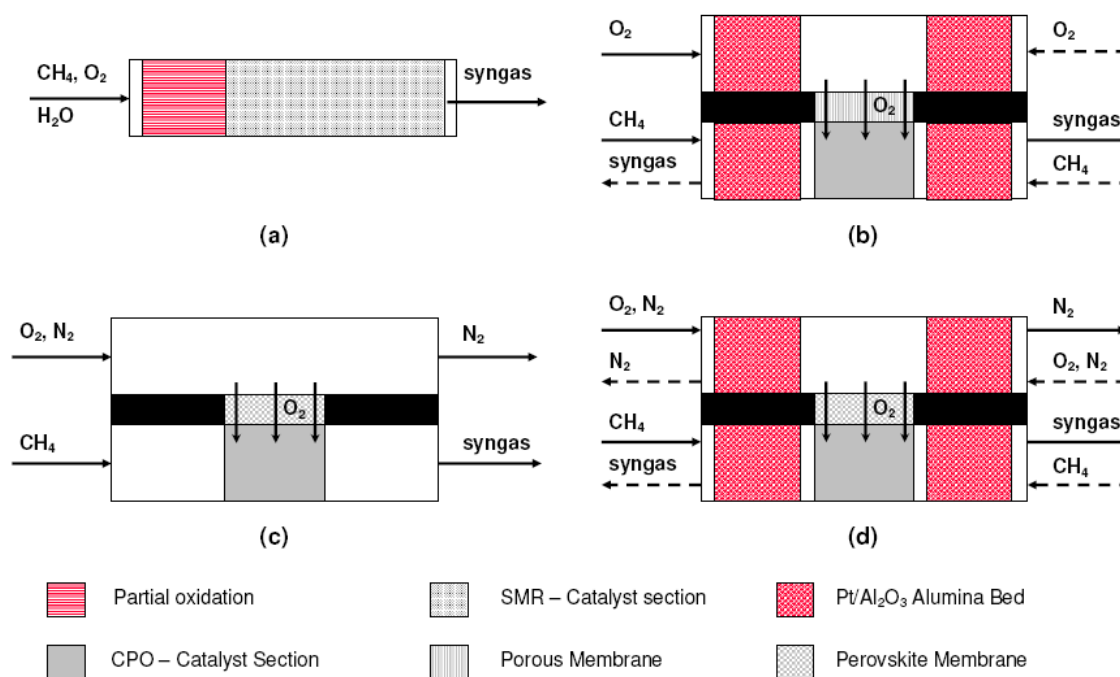 CH₄, O₂
H₂O
syngas
(a)
O₂
O₂
O₂
CH₄
syngas
syngas
CH₄
(b)
O₂, N₂
N₂
O₂
CH₄
syngas
(c)
O₂, N₂
N₂
N₂
O₂, N₂
O₂
CH₄
syngas
syngas
CH₄
(d)
Partial oxidation
SMR – Catalyst section
Pt/Al₂O₃ Alumina Bed
CPO – Catalyst Section
Porous Membrane
Perovskite Membrane